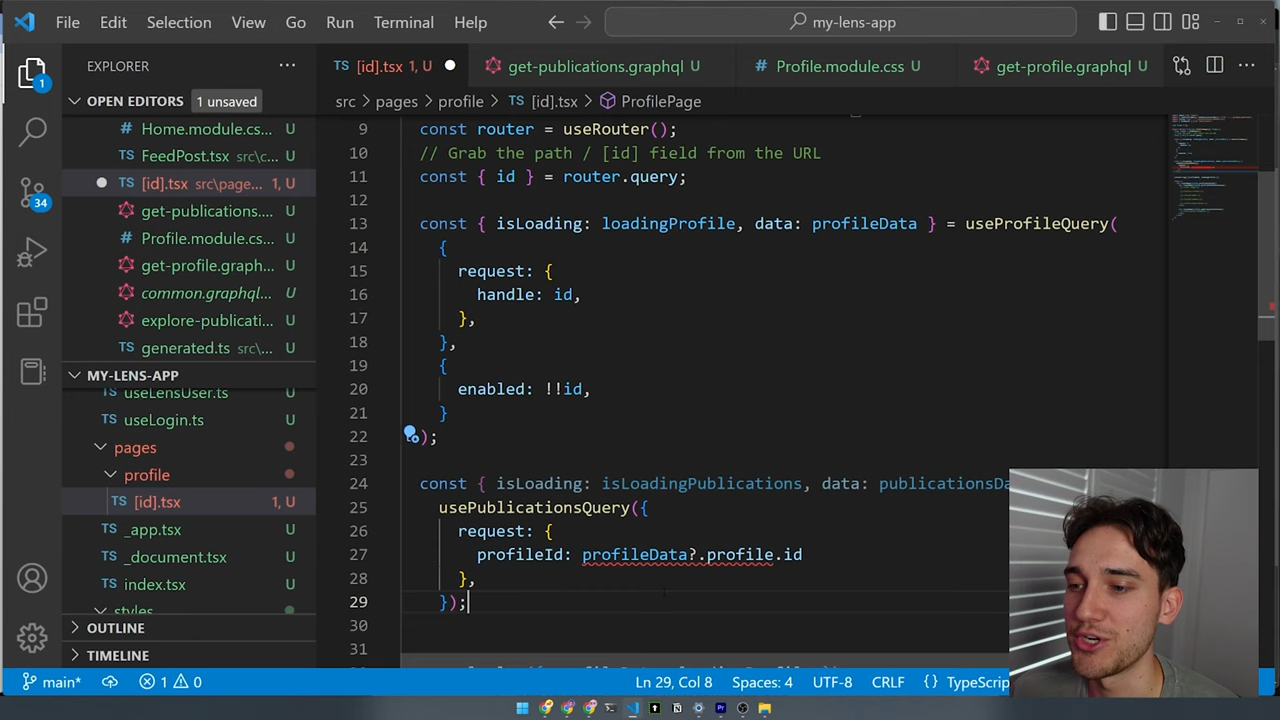 File Edit Selection View Go Run Terminal Help my-lens-app
EXPLORER
[id].tsx 1, U get-publications.graphql U Profile.module.css U get-profile.graphql U
OPEN EDITORS 1 unsaved
src pages profile [id].tsx ProfilePage
Home.module.cs... U
FeedPost.tsx src\c... U
[id].tsx src\page... 1, U
get-publications.... U
Profile.module.cs... U
get-profile.graph... U
common.graphql... U
explore-publicati... U
generated.ts src\... U
MY-LENS-APP
useLensUser.ts U
useLogin.ts U
pages
profile
[id].tsx 1, U
_app.tsx U
_document.tsx U
index.tsx U
styles
OUTLINE
TIMELINE
1
34
9 const router = useRouter();
10 // Grab the path / [id] field from the URL
11 const { id } = router.query;
12
13 const { isLoading: loadingProfile, data: profileData } = useProfileQuery(
14 {
15 request: {
16 handle: id,
17 },
18 },
19 {
20 enabled: !!id,
21 }
22 );
23
24 const { isLoading: isLoadingPublications, data: publicationsDa
25 usePublicationsQuery({
26 request: {
27 profileId: profileData?.profile.id
28 },
29 });
30
31
main* 1 0 Ln 29, Col 8 Spaces: 4 UTF-8 CRLF {} TypeScrip